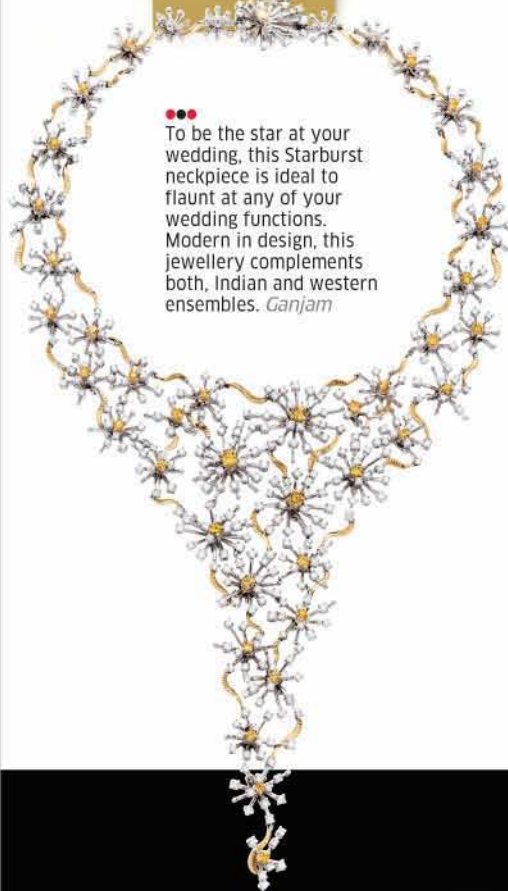 To be the star at your
wedding, this Starburst
neckpiece is ideal to
flaunt at any of your
wedding functions.
Modern in design, this
jewellery complements
both, Indian and western
ensembles. Ganjam